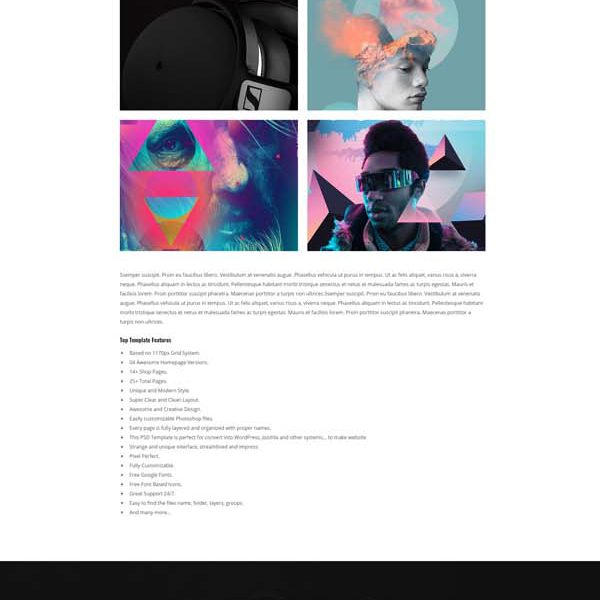 Ssemper suscipit. Proin eu faucibus libero. Vestibulum at venenatis augue. Phasellus vehicula ut purus in tempus. Ut ac felis aliquet, varius risus a, viverra
neque. Phasellus aliquam in lectus ac tincidunt. Pellentesque habitant morbi tristique senectus et netus et malesuada fames ac turpis egestas. Mauris et
facilisis lorem. Proin porttitor suscipit pharetra. Maecenas porttitor a turpis non ultrices.Ssemper suscipit. Proin eu faucibus libero. Vestibulum at venenatis
augue. Phasellus vehicula ut purus in tempus. Ut ac felis aliquet, varius risus a, viverra neque. Phasellus aliquam in lectus ac tincidunt. Pellentesque habitant
morbi tristique senectus et netus et malesuada fames ac turpis egestas. Mauris et facilisis lorem. Proin porttitor suscipit pharetra. Maecenas porttitor a
turpis non ultrices.
Top Template Features
Based no 1170px Grid System.
04 Awesome Homepage Versions.
14+ Shop Pages.
25+ Total Pages.
Unique and Modern Style.
Super Clear and Clean Layout.
Awesome and Creative Design.
Easily customizable Photoshop files.
Every page is fully layered and organized with proper names.
This PSD Template is perfect for convert into WordPress, Joomla and other systems... to make website
Strange and unique interface, streamlined and impress
Pixel Perfect.
Fully Customizable.
Free Google Fonts.
Free Font Based Icons.
Great Support 24/7.
Easy to find the files name, folder, layers, groups.
And many more...